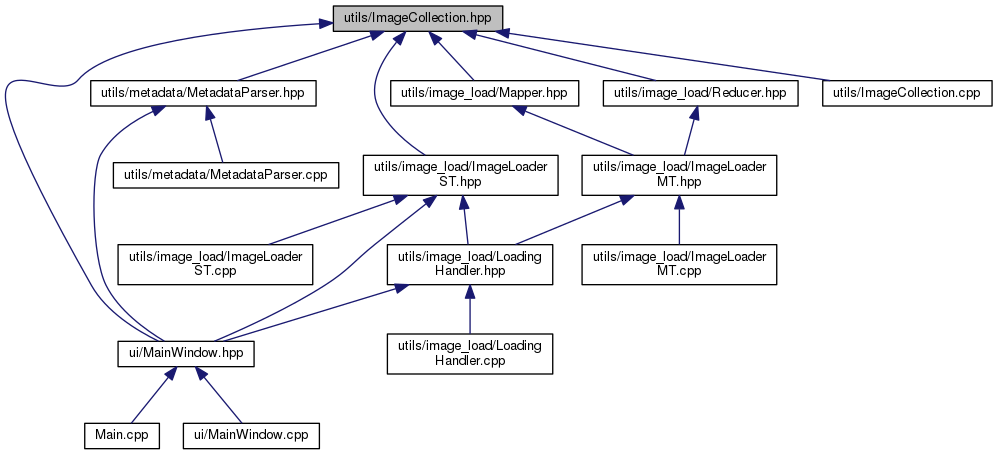 utils/ImageCollection.hpp
utils/metadata/MetadataParser.hpp
utils/image_load/Mapper.hpp
utils/image_load/Reducer.hpp
utils/ImageCollection.cpp
utils/metadata/MetadataParser.cpp
utils/image_load/ImageLoader
ST.hpp
utils/image_load/ImageLoader
MT.hpp
utils/image_load/ImageLoader
ST.cpp
utils/image_load/Loading
Handler.hpp
utils/image_load/ImageLoader
MT.cpp
ui/MainWindow.hpp
utils/image_load/Loading
Handler.cpp
Main.cpp
ui/MainWindow.cpp